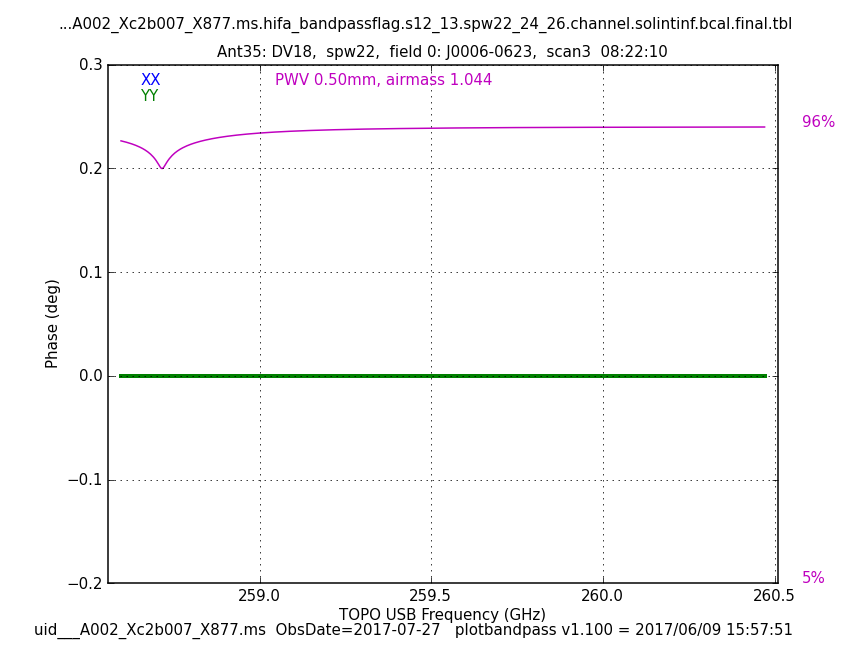 ...A002_Xc2b007_X877.ms.hifa_bandpassflag.s12_13.spw22_24_26.channel.solintinf.bcal.final.tbl
Ant35: DV18,  spw22,  field 0: J0006-0623,  scan3  08:22:10
0.3
XX
PWV 0.50mm, airmass 1.044
YY
96%
0.2
0.1
Phase (deg)
0.0
−0.1
5%
−0.2
259.0
259.5
260.0
260.5
TOPO USB Frequency (GHz)
uid___A002_Xc2b007_X877.ms  ObsDate=2017-07-27   plotbandpass v1.100 = 2017/06/09 15:57:51